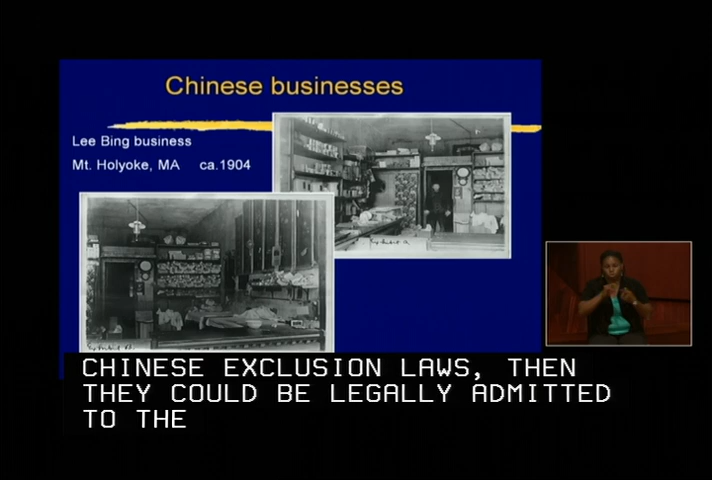 Chinese businesses
Lee Bing business
Mt. Holyoke, MA ca.1904
CHINESE EXCLUSION LAWS, THEN
THEY COULD BE LEGALLY ADMITTED
TO THE